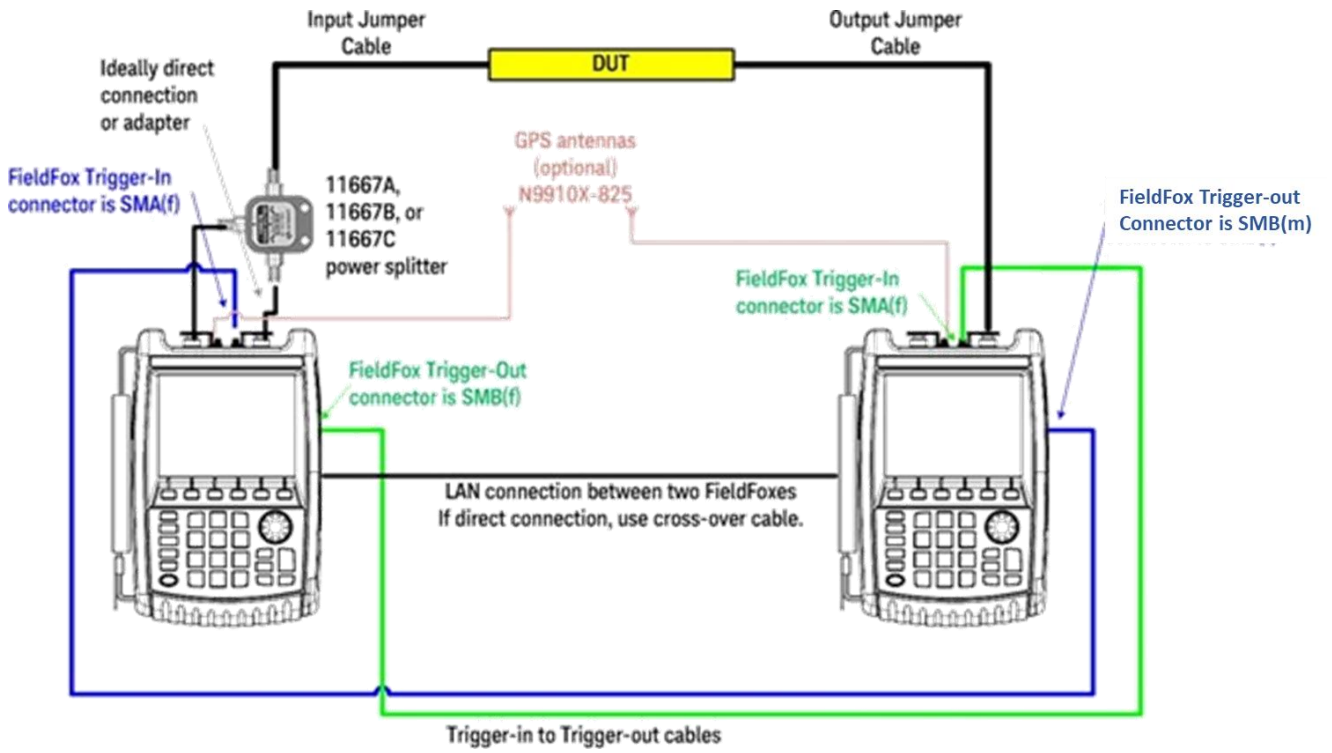 Input Jumper
Cable
Output Jumper
Cable
DUT
Ideally direct
connection
or adapter
GPS antennas
(optional)
N9910X-825
FieldFox Trigger-In
connector is SMA(f)
11667A,
11667B, or
11667C
power splitter
FieldFox Trigger-out
Connector is SMB(m)
FieldFox Trigger-In
connector is SMA(f)
FieldFox Trigger-Out
connector is SMB(f)
LAN connection between two FieldFoxes
If direct connection, use cross-over cable.
Trigger-in to Trigger-out cables